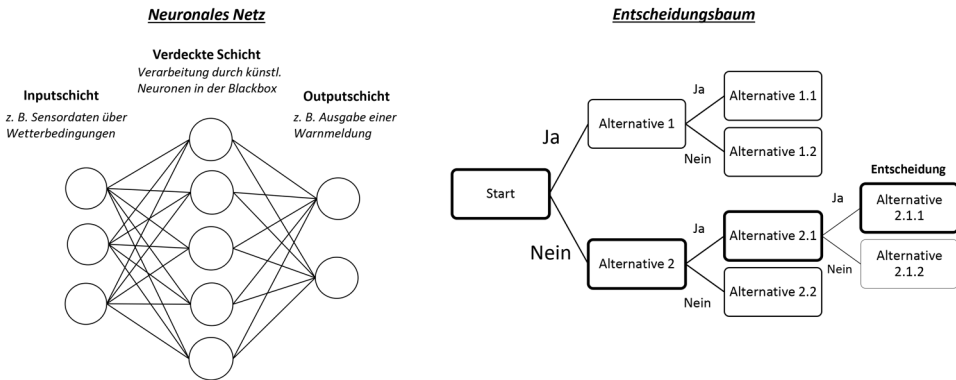 Neuronales Netz
Verdeckte Schicht
Verarbeitung durch künstl.
Neuronen in der Blackbox
Inputschicht
z. B. Sensordaten über
Wetterbedingungen
Outputschicht
z. B. Ausgabe einer
Warnmeldung
Entscheidungsbaum
Start
Ja
Nein
Alternative 1
Ja
Nein
Alternative 1.1
Alternative 1.2
Alternative 2
Ja
Nein
Alternative 2.1
Alternative 2.2
Entscheidung
Ja
Nein
Alternative
2.1.1
Alternative
2.1.2